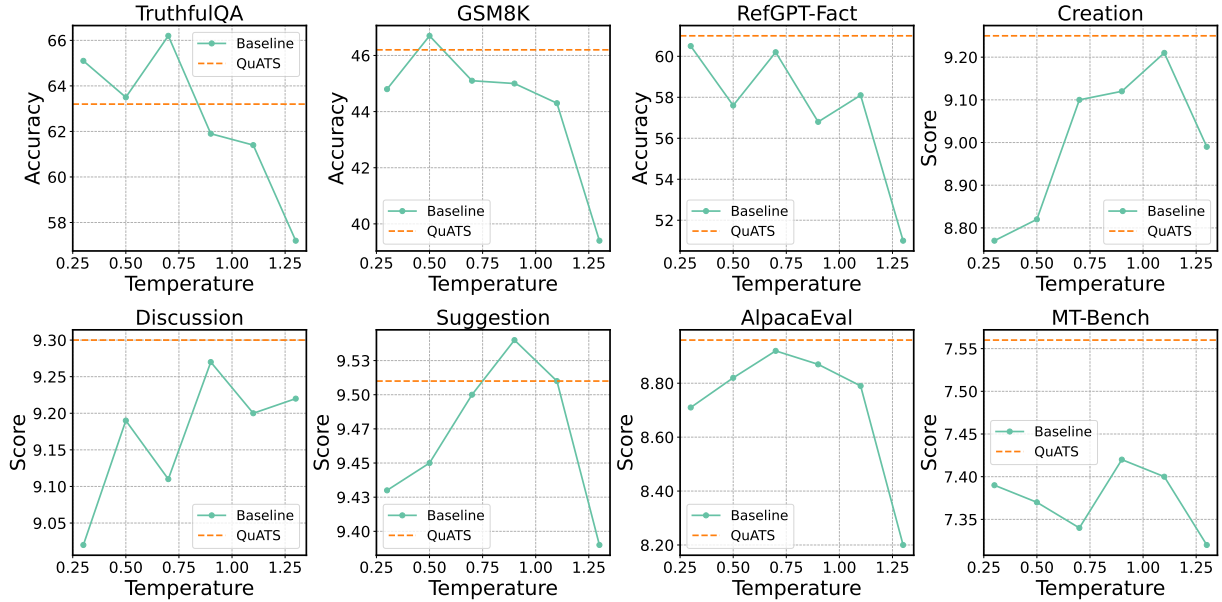 TruthfulQA
66
64
62
60
58
Accuracy
0.25 0.50 0.75 1.00 1.25
Temperature
Baseline
QuATS
GSM8K
46
44
42
40
Accuracy
0.25 0.50 0.75 1.00 1.25
Temperature
Baseline
QuATS
RefGPT-Fact
60
58
56
54
52
Accuracy
0.25 0.50 0.75 1.00 1.25
Temperature
Baseline
QuATS
Creation
9.20
9.10
9.00
8.90
8.80
Score
0.25 0.50 0.75 1.00 1.25
Temperature
Baseline
QuATS
Discussion
9.30
9.25
9.20
9.15
9.10
9.05
Score
0.25 0.50 0.75 1.00 1.25
Temperature
Baseline
QuATS
Suggestion
9.53
9.50
9.47
9.45
9.43
9.40
Score
0.25 0.50 0.75 1.00 1.25
Temperature
Baseline
QuATS
AlpacaEval
8.80
8.60
8.40
8.20
Score
0.25 0.50 0.75 1.00 1.25
Temperature
Baseline
QuATS
MT-Bench
7.55
7.50
7.45
7.40
7.35
Score
0.25 0.50 0.75 1.00 1.25
Temperature
Baseline
QuATS